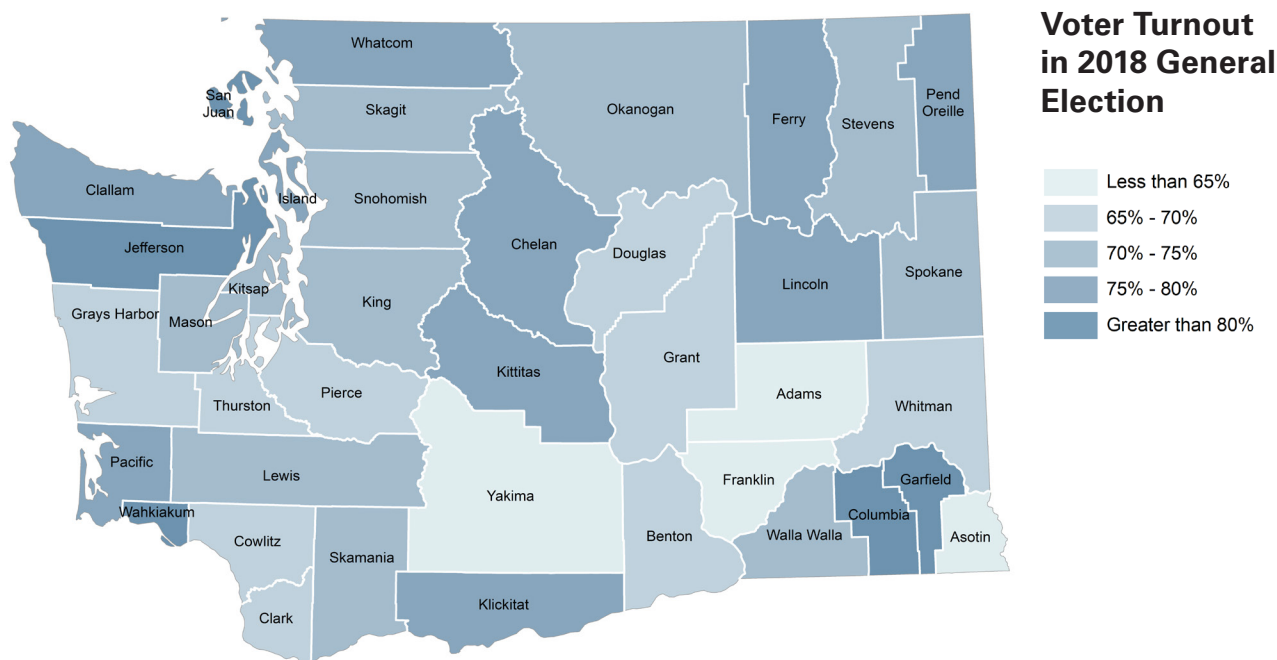 Voter Turnout
in 2018 General
Election
Less than 65%
65% - 70%
70% - 75%
75% - 80%
Greater than 80%
Whatcom
San
Juan
Skagit
Okanogan
Ferry
Stevens
Pend
Oreille
Clallam
Island
Snohomish
Jefferson
Chelan
Douglas
Lincoln
Spokane
Kitsap
Grays Harbor
Mason
King
Grant
Kittitas
Pierce
Thurston
Adams
Whitman
Pacific
Lewis
Yakima
Franklin
Garfield
Wahkiakum
Columbia
Cowlitz
Skamania
Benton
Walla Walla
Asotin
Clark
Klickitat